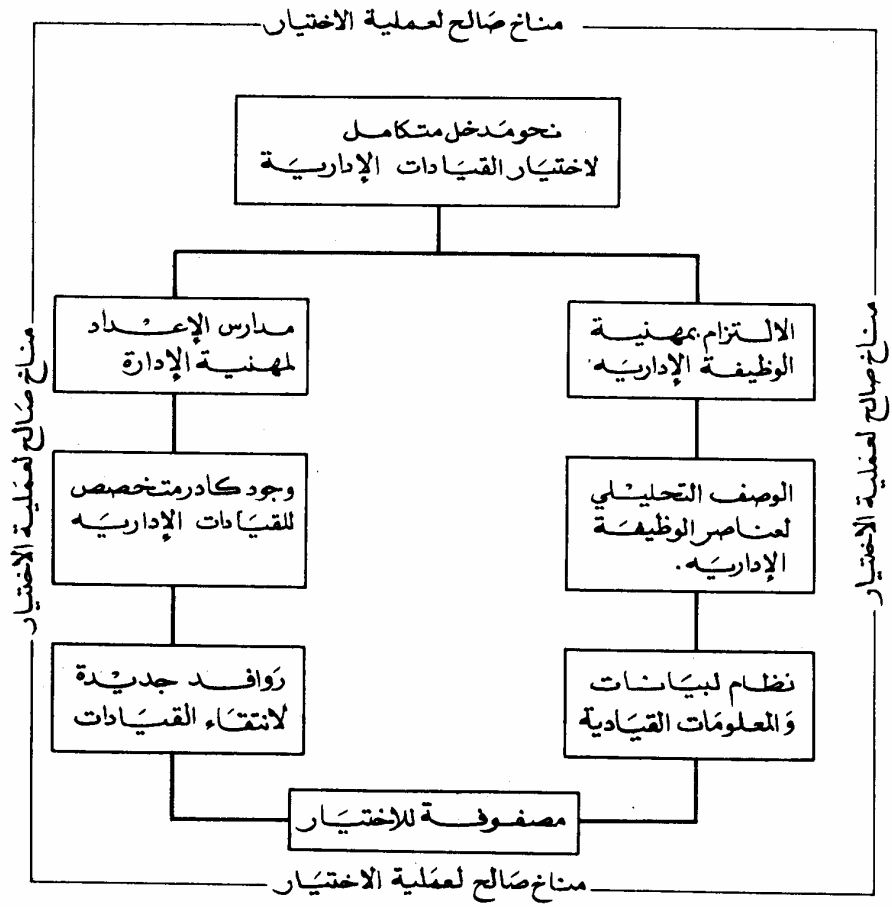 مناخ صالح لعملية الاختيار
نحو مدخل متكامل
لاختيار القيادات الإدارية
الالتزام بمهنية
الوظيفة الإدارية.
مدارس الإعداد
لمهنية الإدارة
مناخ صالح لعملية الاختيار
مناخ صالح لعملية الاختيار
الوصف التحليلي
لعناصر الوظيفة
الإدارية.
وجود كادر متخصص
للقيادات الإدارية
نظام لبيانات
والمعلومات القيادية
روافد جديدة
لانتقاء القيادات
مصفوفة للاختيار
مناخ صالح لعملية الاختيار